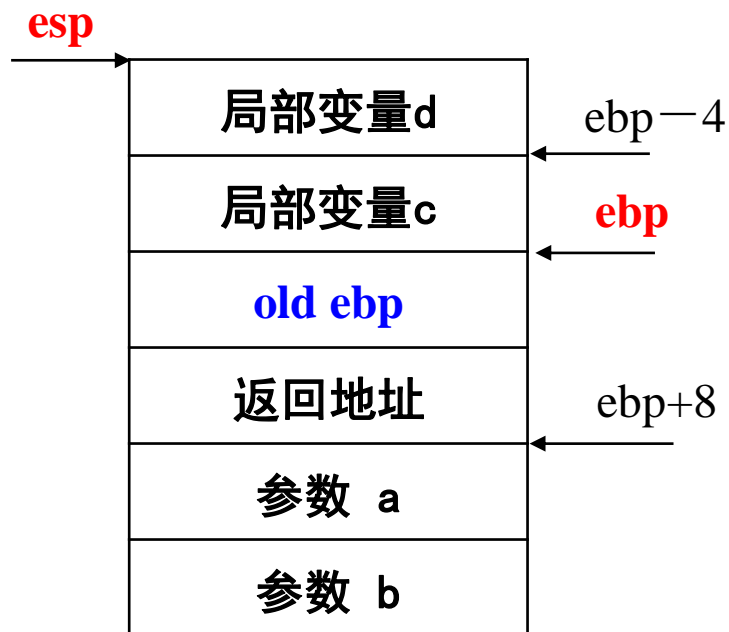 esp
局部变量d
ebp－4
局部变量c
ebp
old ebp
返回地址
ebp+8
参数 a
参数 b